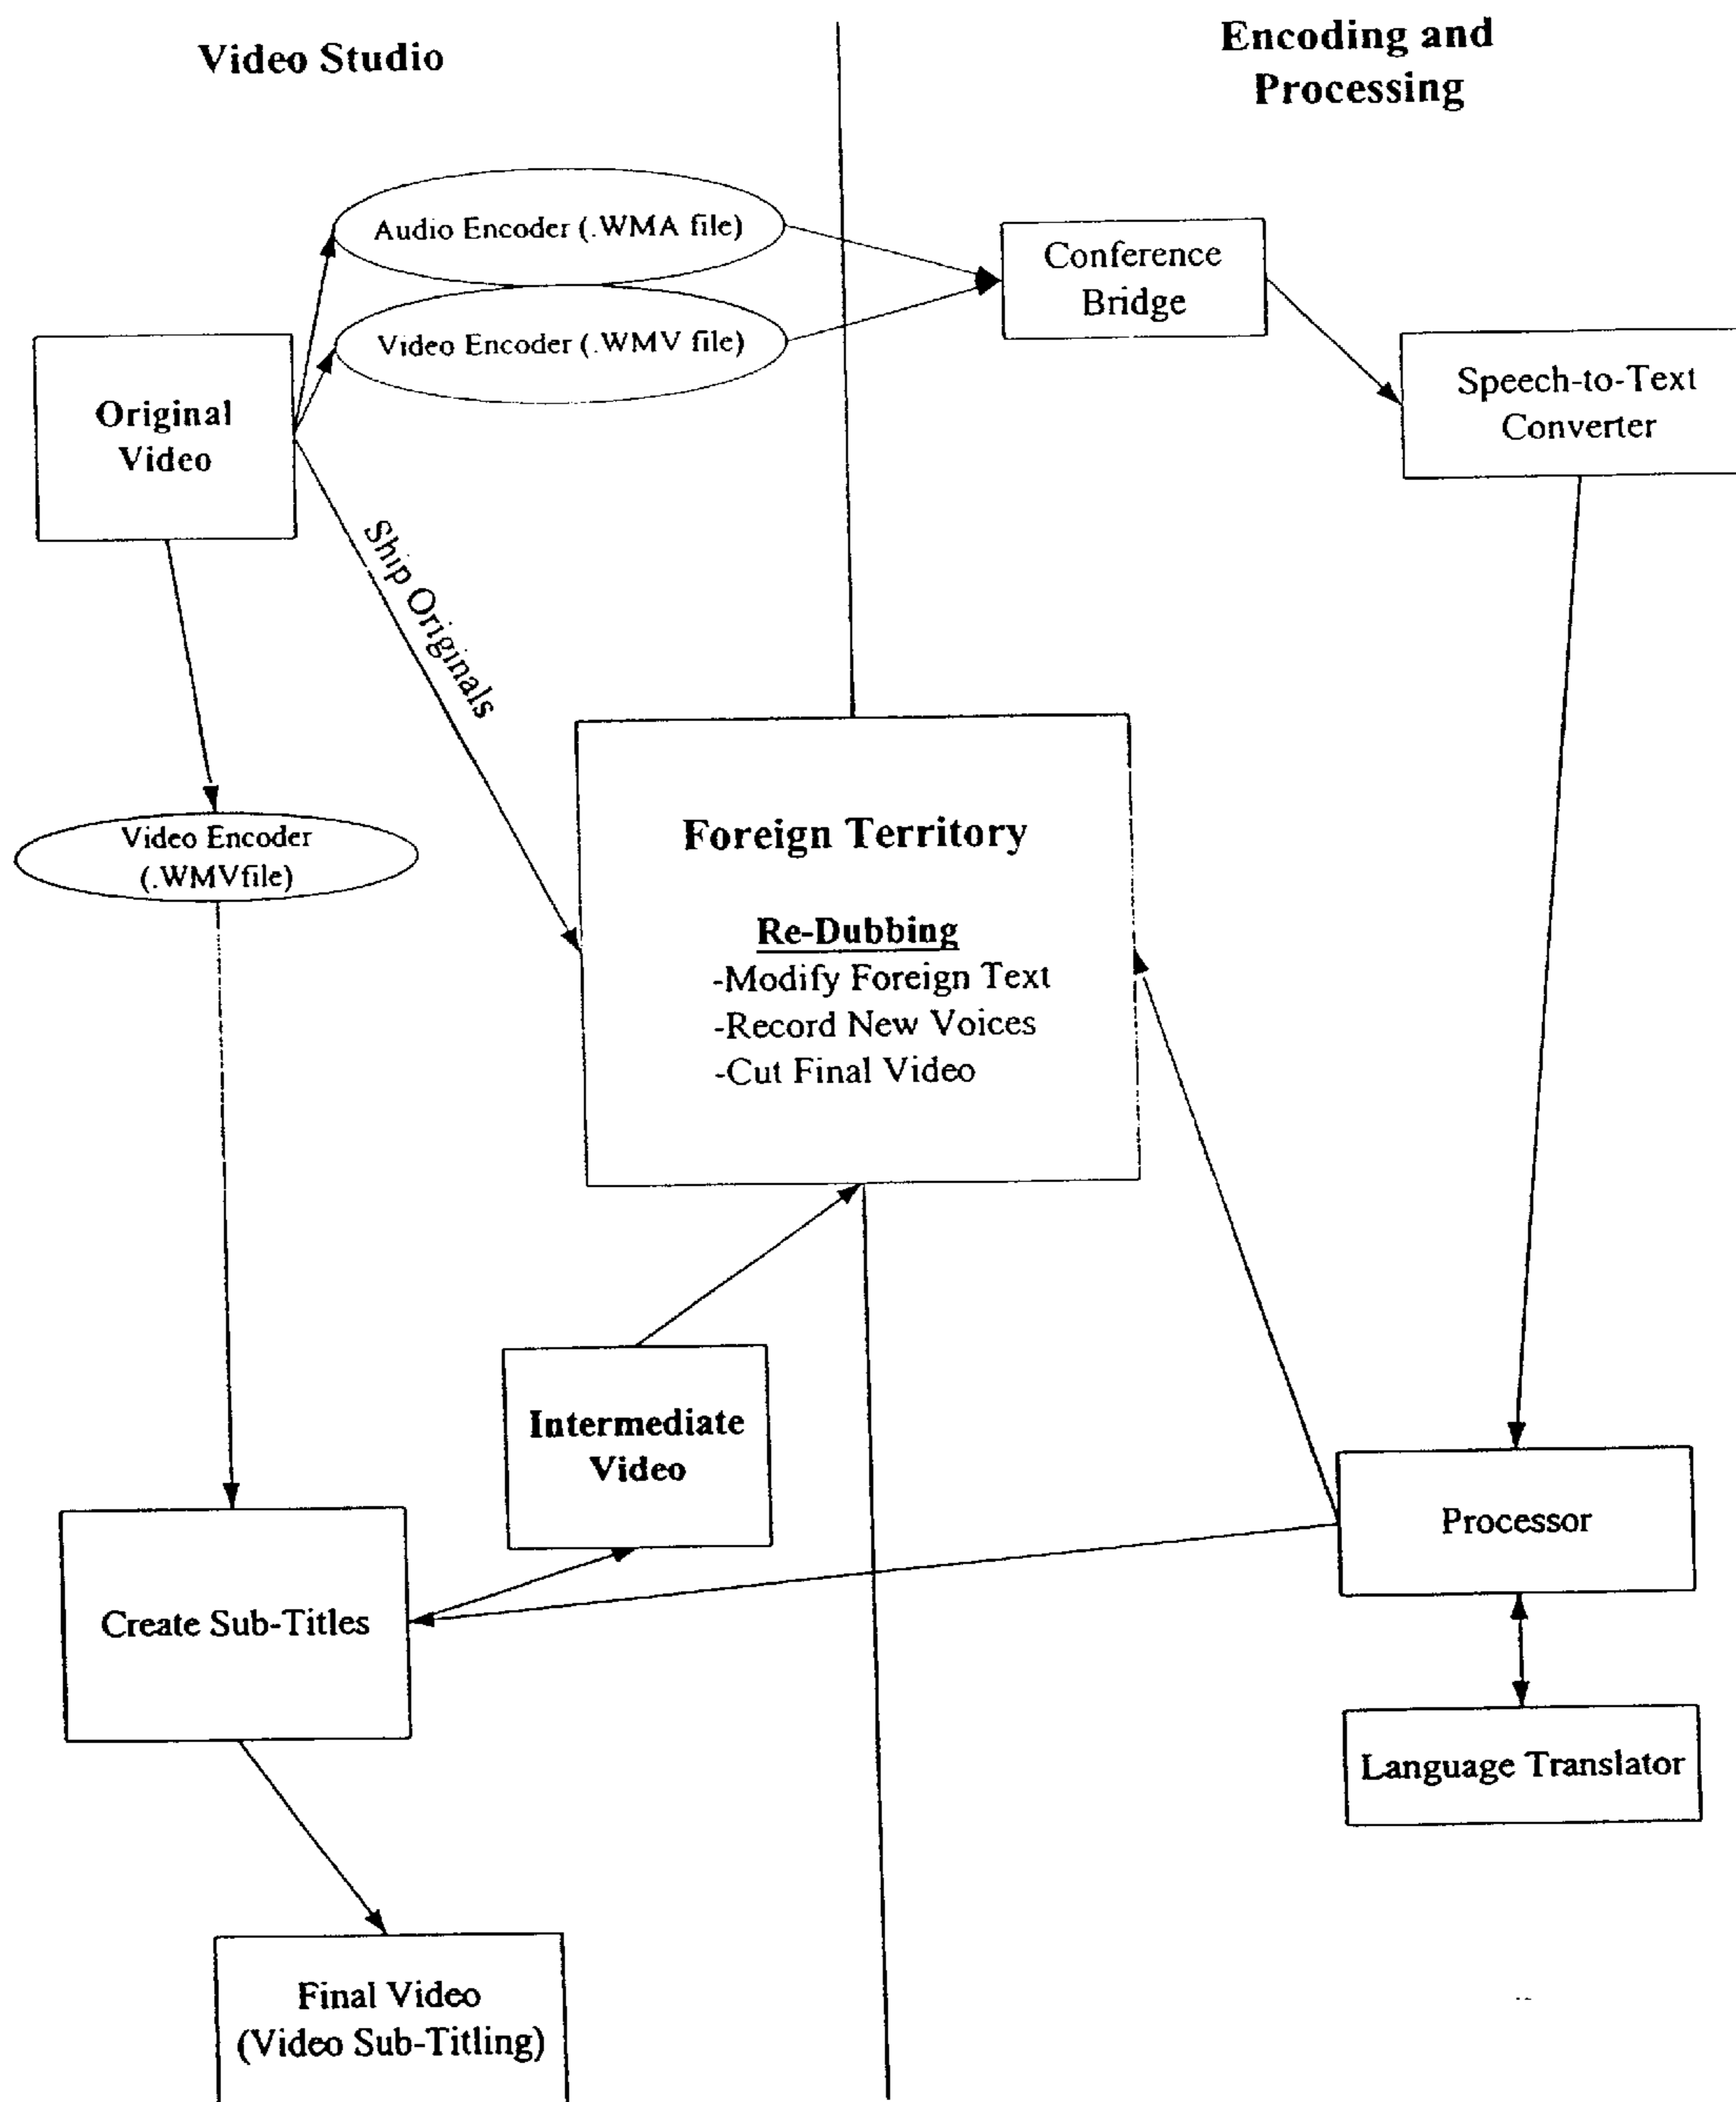 Video Studio
Encoding and
Processing
Audio Encoder (.WMA file)
Video Encoder (.WMV file)
Conference
Bridge
Speech-to-Text
Converter
Original
Video
Ship Originals
Foreign Territory
Re-Dubbing
-Modify Foreign Text
-Record New Voices
-Cut Final Video
Video Encoder
(.WMVfile)
Intermediate
Video
Processor
Create Sub-Titles
Language Translator
Final Video
(Video Sub-Titling)